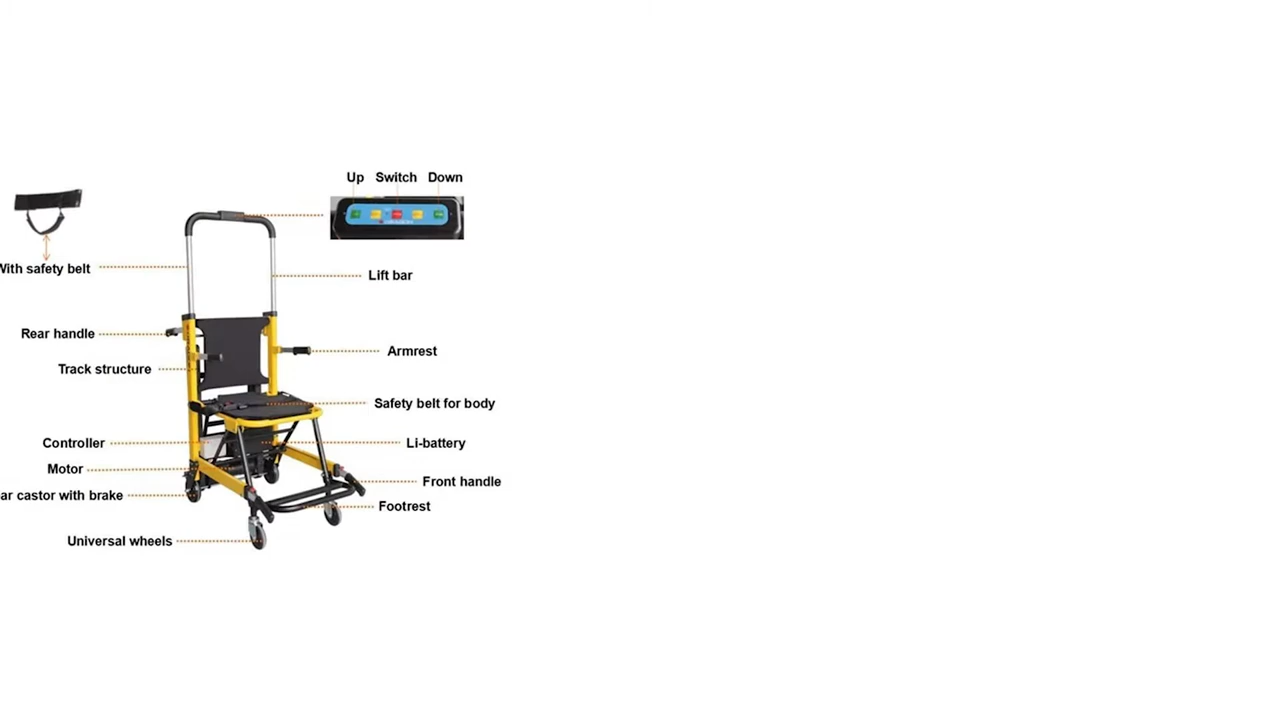 Up Switch Down
With safety belt
Lift bar
Rear handle
Armrest
Track structure
Safety belt for body
Controller
Li-battery
Motor
Front handle
ar castor with brake
Footrest
Universal wheels